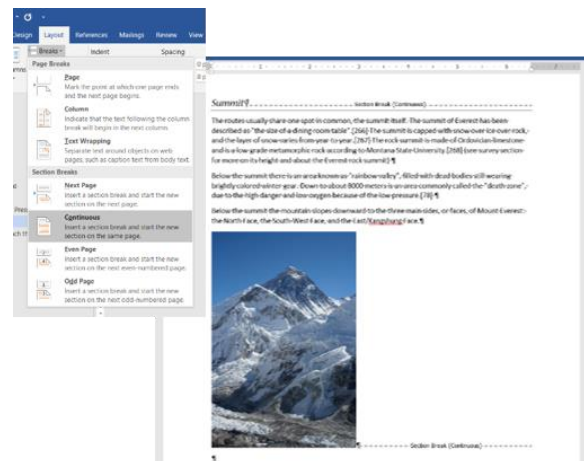 Design Layout References Mailings Review View
Breaks Indent Spacing
Page Breaks
Page
Mark the point at which one page ends
and the next page begins.
Column
Indicate that the text following the column
break will begin in the next column.
Text Wrapping
Separate text around objects on web
pages, such as caption text from body text.
Section Breaks
Next Page
Insert a section break and start the new
section on the next page.
Continuous
Insert a section break and start the new
section on the same page.
Even Page
Insert a section break and start the new
section on the next even-numbered page.
Odd Page
Insert a section break and start the new
section on the next odd-numbered page.
Summit¶ Section Break (Continuous)
The routes usually share one spot in common, the summit itself. The summit of Everest has been
described as "the size of a dining room table".[266] The summit is capped with snow over ice over rock,
and the layer of snow varies from year to year.[267] The rock summit is made of Ordovician limestone
and is a low grade metamorphic rock according to Montana State University.[268] (see survey section
for more on its height and about the Everest rock summit) ¶
Below the summit there is an area known as "rainbow valley", filled with dead bodies still wearing
brightly colored winter gear. Down to about 8000 meters is an area commonly called the "death zone",
due to the high danger and low oxygen because of the low pressure.[78] ¶
Below the summit the mountain slopes downward to the three main sides, or faces, of Mount Everest:
the North Face, the South-West Face, and the East/Kangshung Face.¶
¶ Section Break (Continuous)
¶